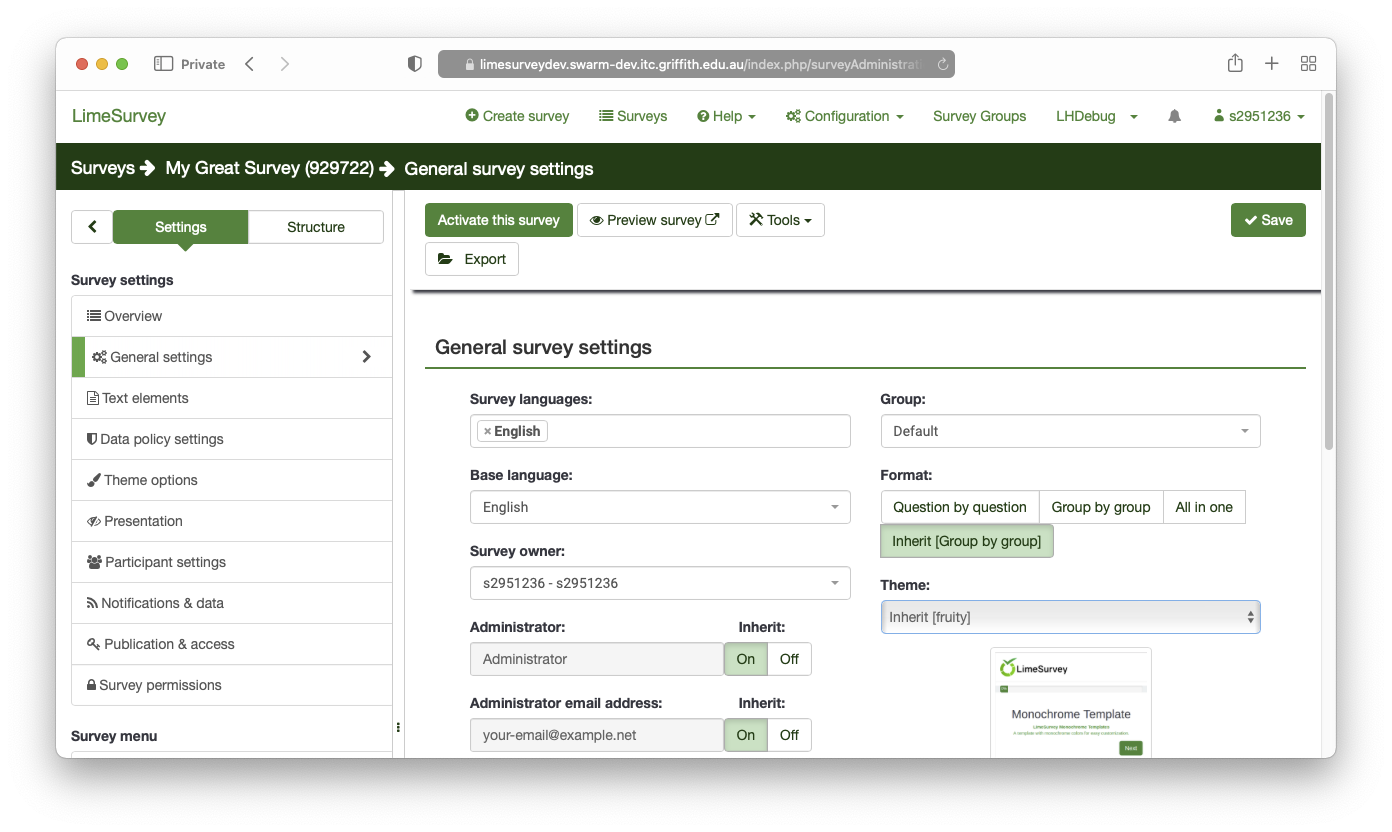 Private
limesurveydev.swarm-dev.itc.griffith.edu.au/index.php/surveyAdministrati
LimeSurvey
Create survey
Surveys
Help
Configuration
Survey Groups
LHDebug
s2951236
Surveys My Great Survey (929722) General survey settings
Settings
Structure
Activate this survey
Preview survey
Tools
Save
Export
Survey settings
Overview
General settings
Text elements
Data policy settings
Theme options
Presentation
Participant settings
Notifications & data
Publication & access
Survey permissions
Survey menu
General survey settings
Survey languages:
× English
Base language:
English
Survey owner:
s2951236 - s2951236
Administrator:
Inherit:
Administrator
On
Off
Administrator email address:
Inherit:
your-email@example.net
On
Off
Group:
Default
Format:
Question by question
Group by group
All in one
Inherit [Group by group]
Theme:
Inherit [fruity]
LimeSurvey
Monochrome Template
LimeSurvey Monochrome Templates
A template with monochrome colors for easy customization.
Next